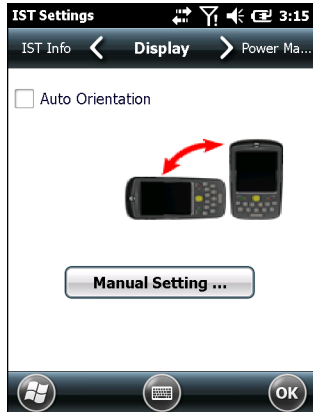 IST Settings 3:15
IST Info Display Power Ma...
Auto Orientation
Manual Setting ...
OK